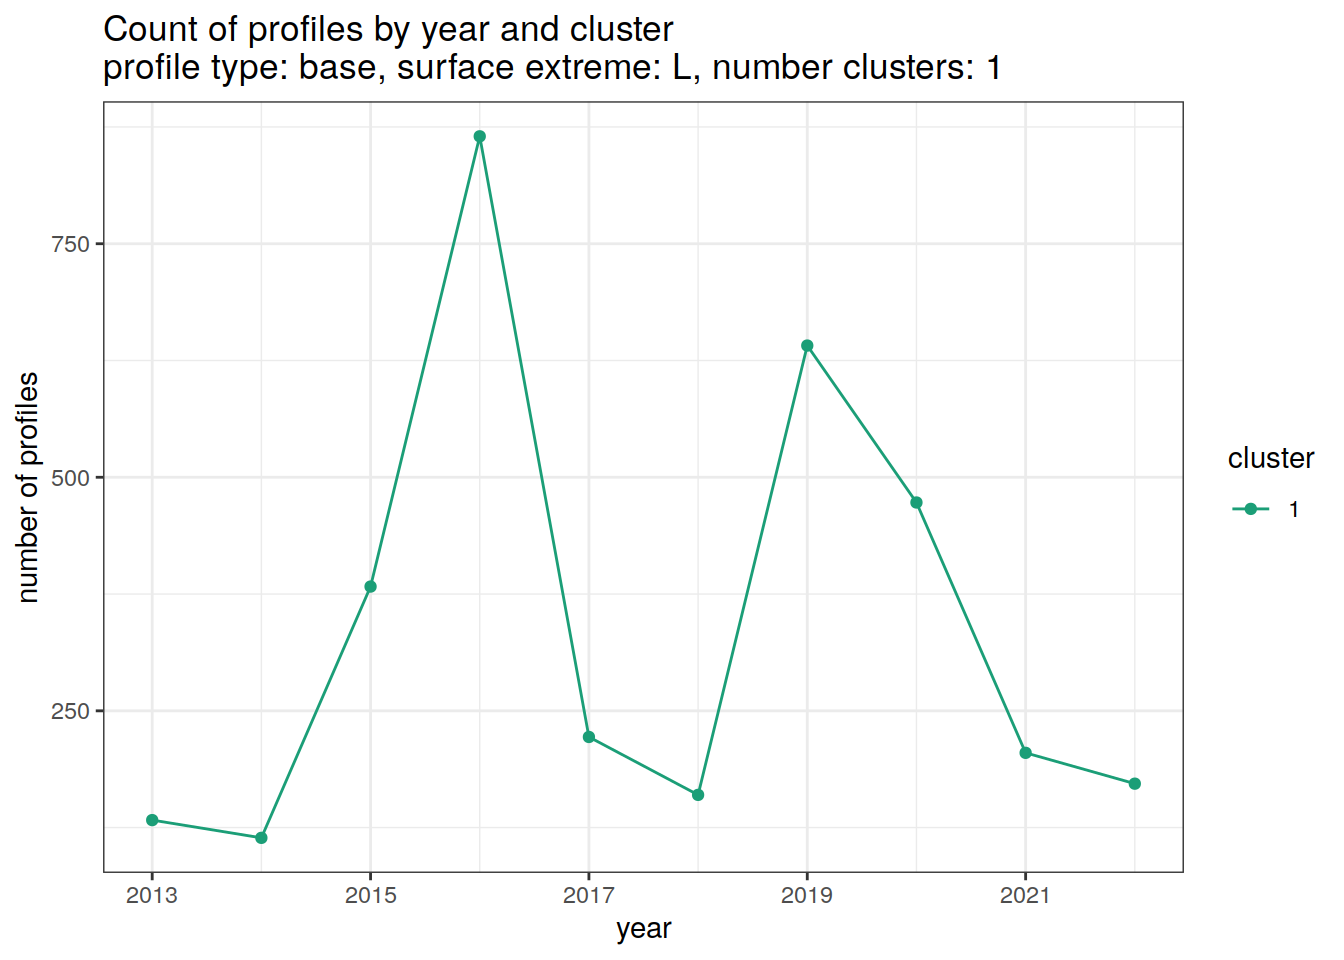 Count of profiles by year and cluster
profile type: base, surface extreme: L, number clusters: 1
750
500
250
number of profiles
2013 2015 2017 2019 2021
year
cluster
1